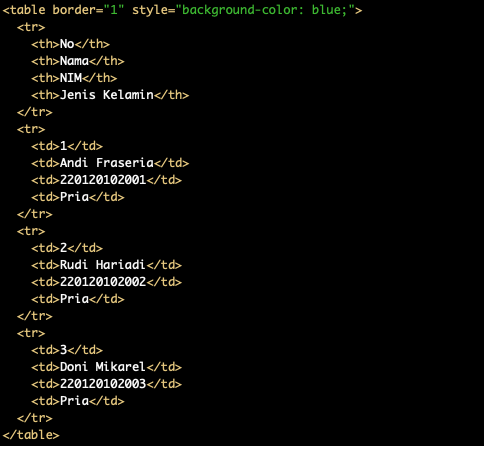 <table border="1" style="background-color: blue;">
<tr>
<th>No</th>
<th>Nama</th>
<th>NIM</th>
<th>Jenis Kelamin</th>
</tr>
<tr>
<td>1</td>
<td>Andi Fraseria</td>
<td>220120102001</td>
<td>Pria</td>
</tr>
<tr>
<td>2</td>
<td>Rudi Hariadi</td>
<td>220120102002</td>
<td>Pria</td>
</tr>
<tr>
<td>3</td>
<td>Doni Mikarel</td>
<td>220120102003</td>
<td>Pria</td>
</tr>
</table>